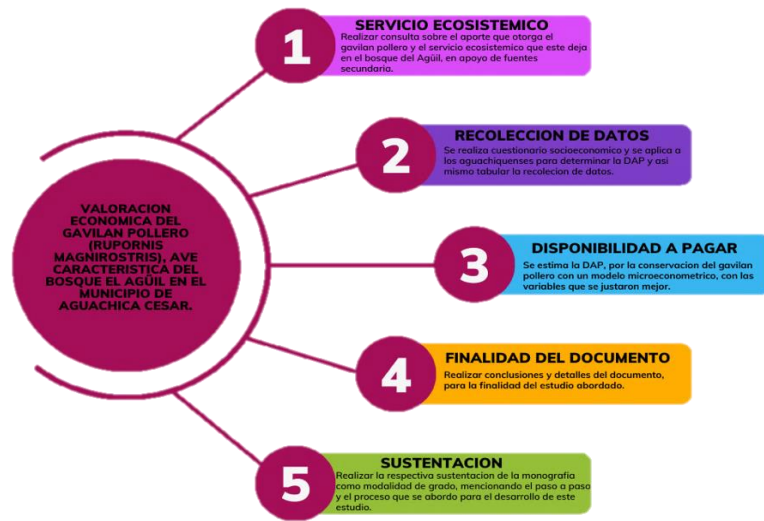 VALORACION
ECONOMICA DEL
GAVILAN POLLERO
(RUPORNIS
MAGNIROSTRIS), AVE
CARACTERISTICA DEL
BOSQUE EL AGÜIL EN EL
MUNICIPIO DE
AGUACHICA CESAR.
1
SERVICIO ECOSISTEMICO
Realizar consulta sobre el aporte que otorga el
gavilan pollero y el servicio ecosistemico que este deja
en el bosque del Agüil, en apoyo de fuentes
secundaria.
2
RECOLECCION DE DATOS
Se realiza cuestionario socioeconomico y se aplica a
los aguachiquenses para determinar la DAP y asi
mismo tabular la recolecion de datos.
3
DISPONIBILIDAD A PAGAR
Se estima la DAP, por la conservacion del gavilan
pollero con un modelo microeconometrico, con las
variables que se justaron mejor.
4
FINALIDAD DEL DOCUMENTO
Realizar conclusiones y detalles del documento,
para la finalidad del estudio abordado.
5
SUSTENTACION
Realizar la respectiva sustentacion de la monografia
como modalidad de grado, mencionando el paso a paso
y el proceso que se abordo para el desarrollo de este
estudio.